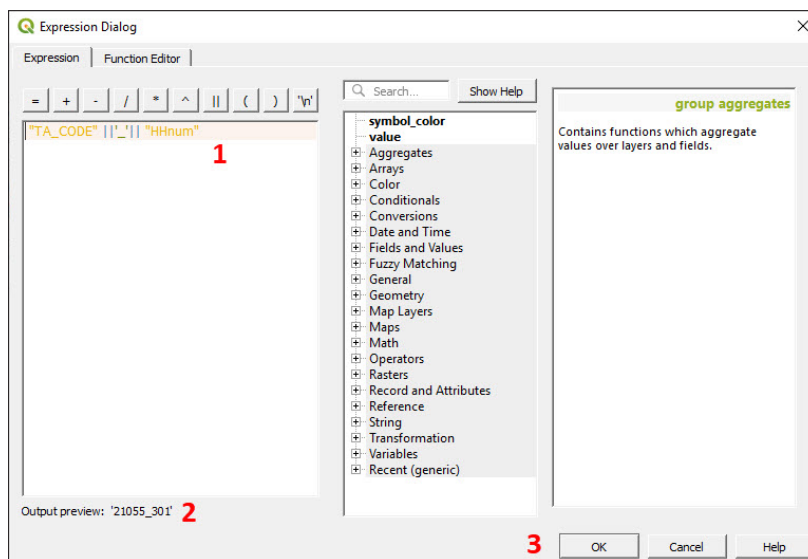 Expression Dialog
Expression
Function Editor
= + - / * ^ || ( ) '\n'
"TA_CODE" ||'_'|| "HHnum"
1
Output preview: '21055_301'
2
Search...
Show Help
symbol_color
value
Aggregates
Arrays
Color
Conditionals
Conversions
Date and Time
Fields and Values
Fuzzy Matching
General
Geometry
Map Layers
Maps
Math
Operators
Rasters
Record and Attributes
Reference
String
Transformation
Variables
Recent (generic)
group aggregates
Contains functions which aggregate
values over layers and fields.
3
OK
Cancel
Help